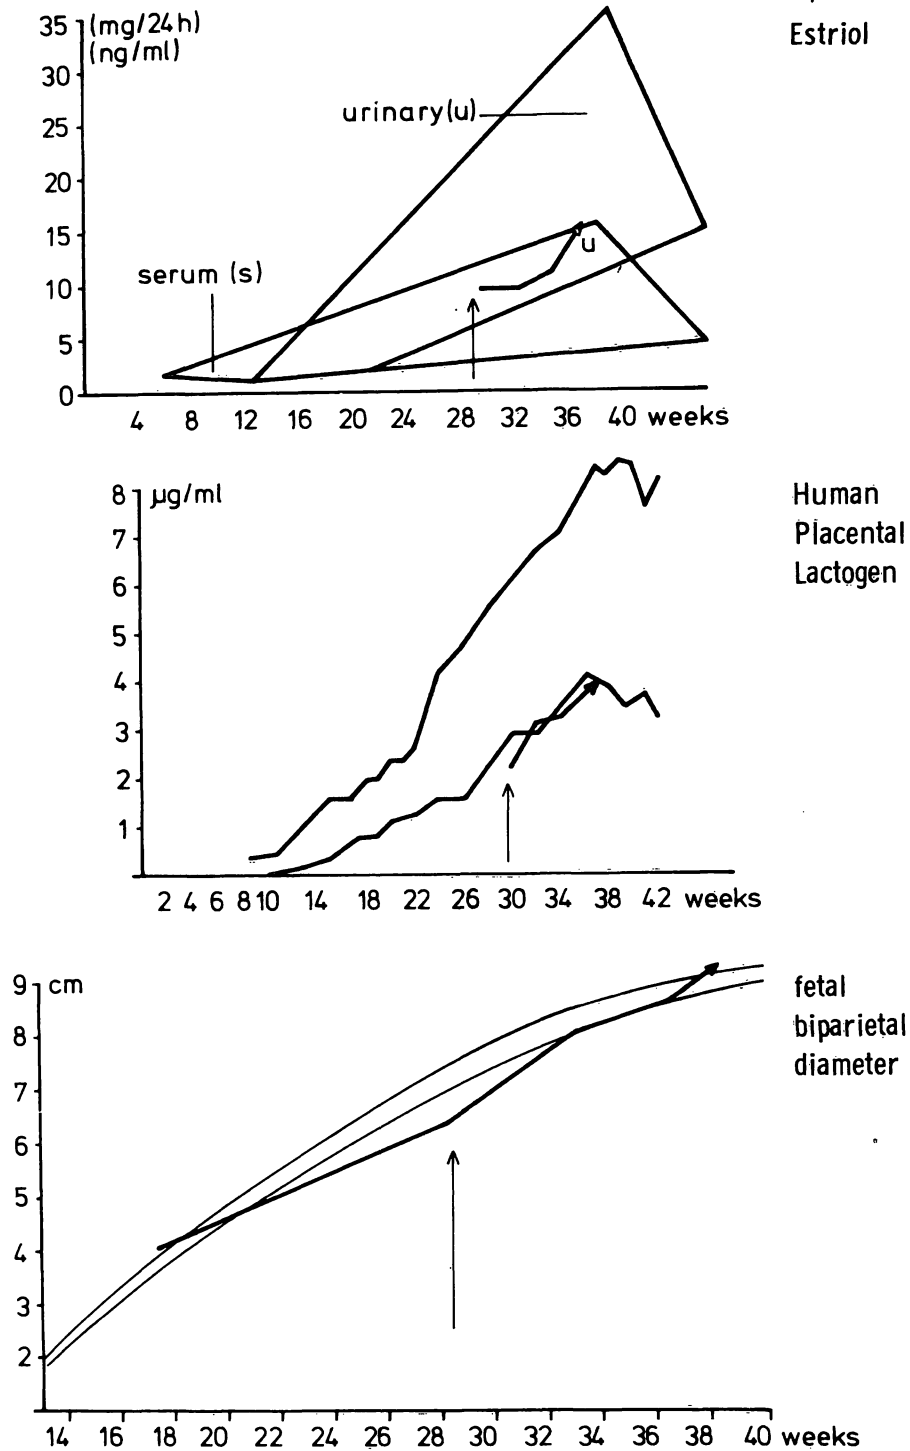 35
(mg/24h)
(ng/ml)
30
25
20
15
10
5
0
urinary(u)
serum (s)
u
4 8 12 16 20 24 28 32 36 40 weeks
Estriol
8
µg/ml
7
6
5
4
3
2
1
2 4 6 8 10 14 18 22 26 30 34 38 42 weeks
Human
Placental
Lactogen
9
cm
8
7
6
5
4
3
2
14 16 18 20 22 24 26 28 30 32 34 36 38 40 weeks
fetal
biparietal
diameter